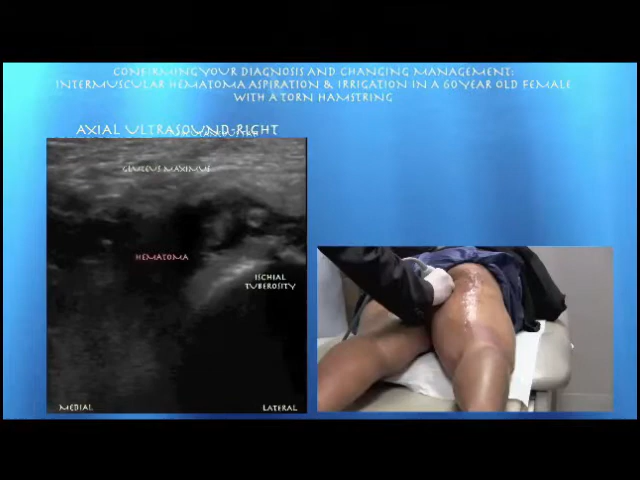 CONFIRMING YOUR DIAGNOSIS AND CHANGING MANAGEMENT:
INTERMUSCULAR HEMATOMA ASPIRATION & IRRIGATION IN A 60 YEAR OLD FEMALE
WITH A TORN HAMSTRING
AXIAL ULTRASOUND RIGHT
GLUTEUS MAXIMUS
HEMATOMA
ISCHIAL
TUBEROSITY
MEDIAL
LATERAL